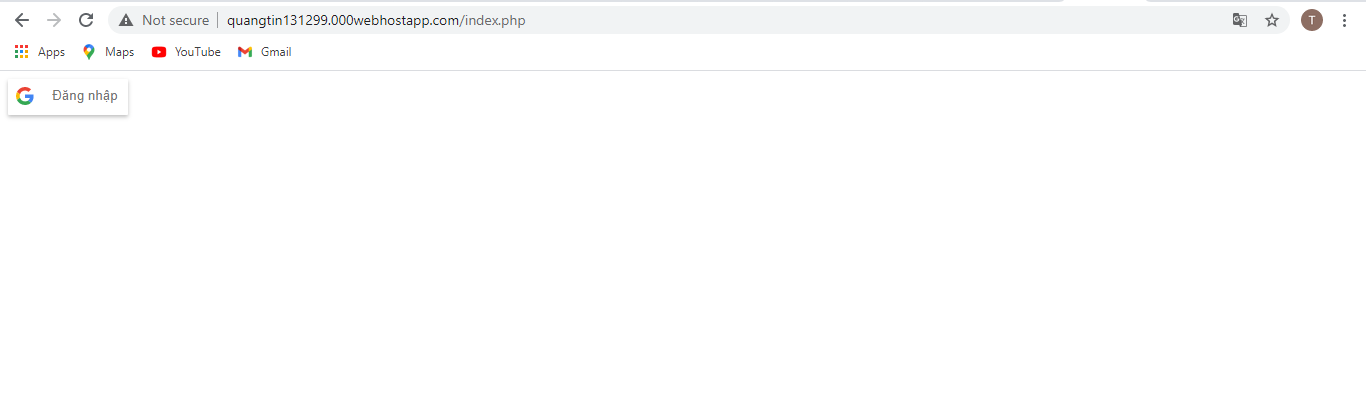 Not secure quangtin131299.000webhostapp.com/index.php T
Apps Maps YouTube Gmail
Đăng nhập